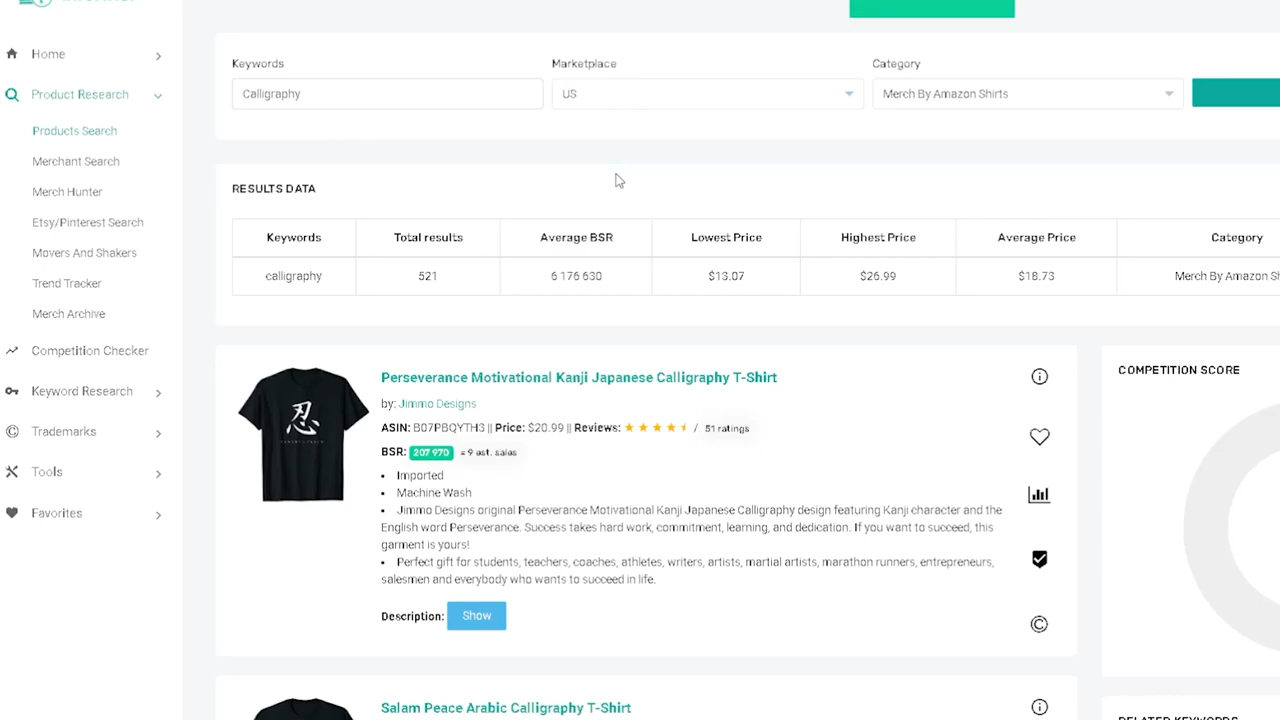 Home
Product Research
Products Search
Merchant Search
Merch Hunter
Etsy/Pinterest Search
Movers And Shakers
Trend Tracker
Merch Archive
Competition Checker
Keyword Research
Trademarks
Tools
Favorites
Keywords
Marketplace
Category
Calligraphy
US
Merch By Amazon Shirts
RESULTS DATA
Keywords Total results Average BSR Lowest Price Highest Price Average Price Category
calligraphy 521 6 176 630 $13.07 $26.99 $18.73 Merch By Amazon Sh
忍
Perseverance Motivational Kanji Japanese Calligraphy T-Shirt
by: Jimmo Designs
ASIN: B07PBQYTH3 || Price: $20.99 || Reviews: / 51 ratings
BSR: 207 970 = 9 est. sales
• Imported
• Machine Wash
• Jimmo Designs original Perseverance Motivational Kanji Japanese Calligraphy design featuring Kanji character and the
English word Perseverance. Success takes hard work, commitment, learning, and dedication. If you want to succeed, this
garment is yours!
• Perfect gift for students, teachers, coaches, athletes, writers, artists, martial artists, marathon runners, entrepreneurs,
salesmen and everybody who wants to succeed in life.
Description: Show
COMPETITION SCORE
Salam Peace Arabic Calligraphy T-Shirt
RELATED KEYWORDS